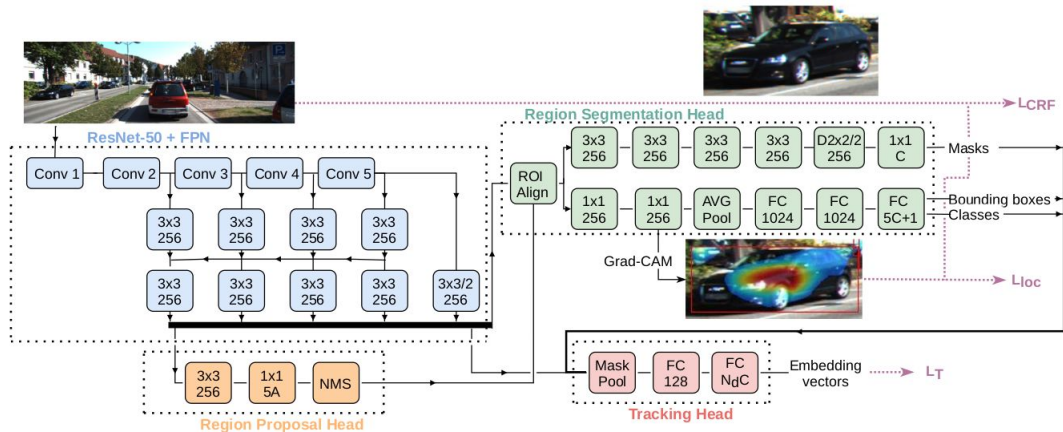 L_CRF
Region Segmentation Head
ResNet-50 + FPN
Conv 1
Conv 2
Conv 3
Conv 4
Conv 5
3x3
256
3x3
256
3x3
256
3x3
256
3x3
256
3x3
256
3x3
256
3x3
256
3x3/2
256
ROI
Align
3x3
256
3x3
256
3x3
256
3x3
256
D2x2/2
256
1x1
C
Masks
1x1
256
1x1
256
AVG
Pool
FC
1024
FC
1024
FC
5C+1
Bounding boxes
Classes
Grad-CAM
L_loc
3x3
256
1x1
5A
NMS
Region Proposal Head
Mask
Pool
FC
128
FC
N_dC
Embedding
vectors
L_T
Tracking Head